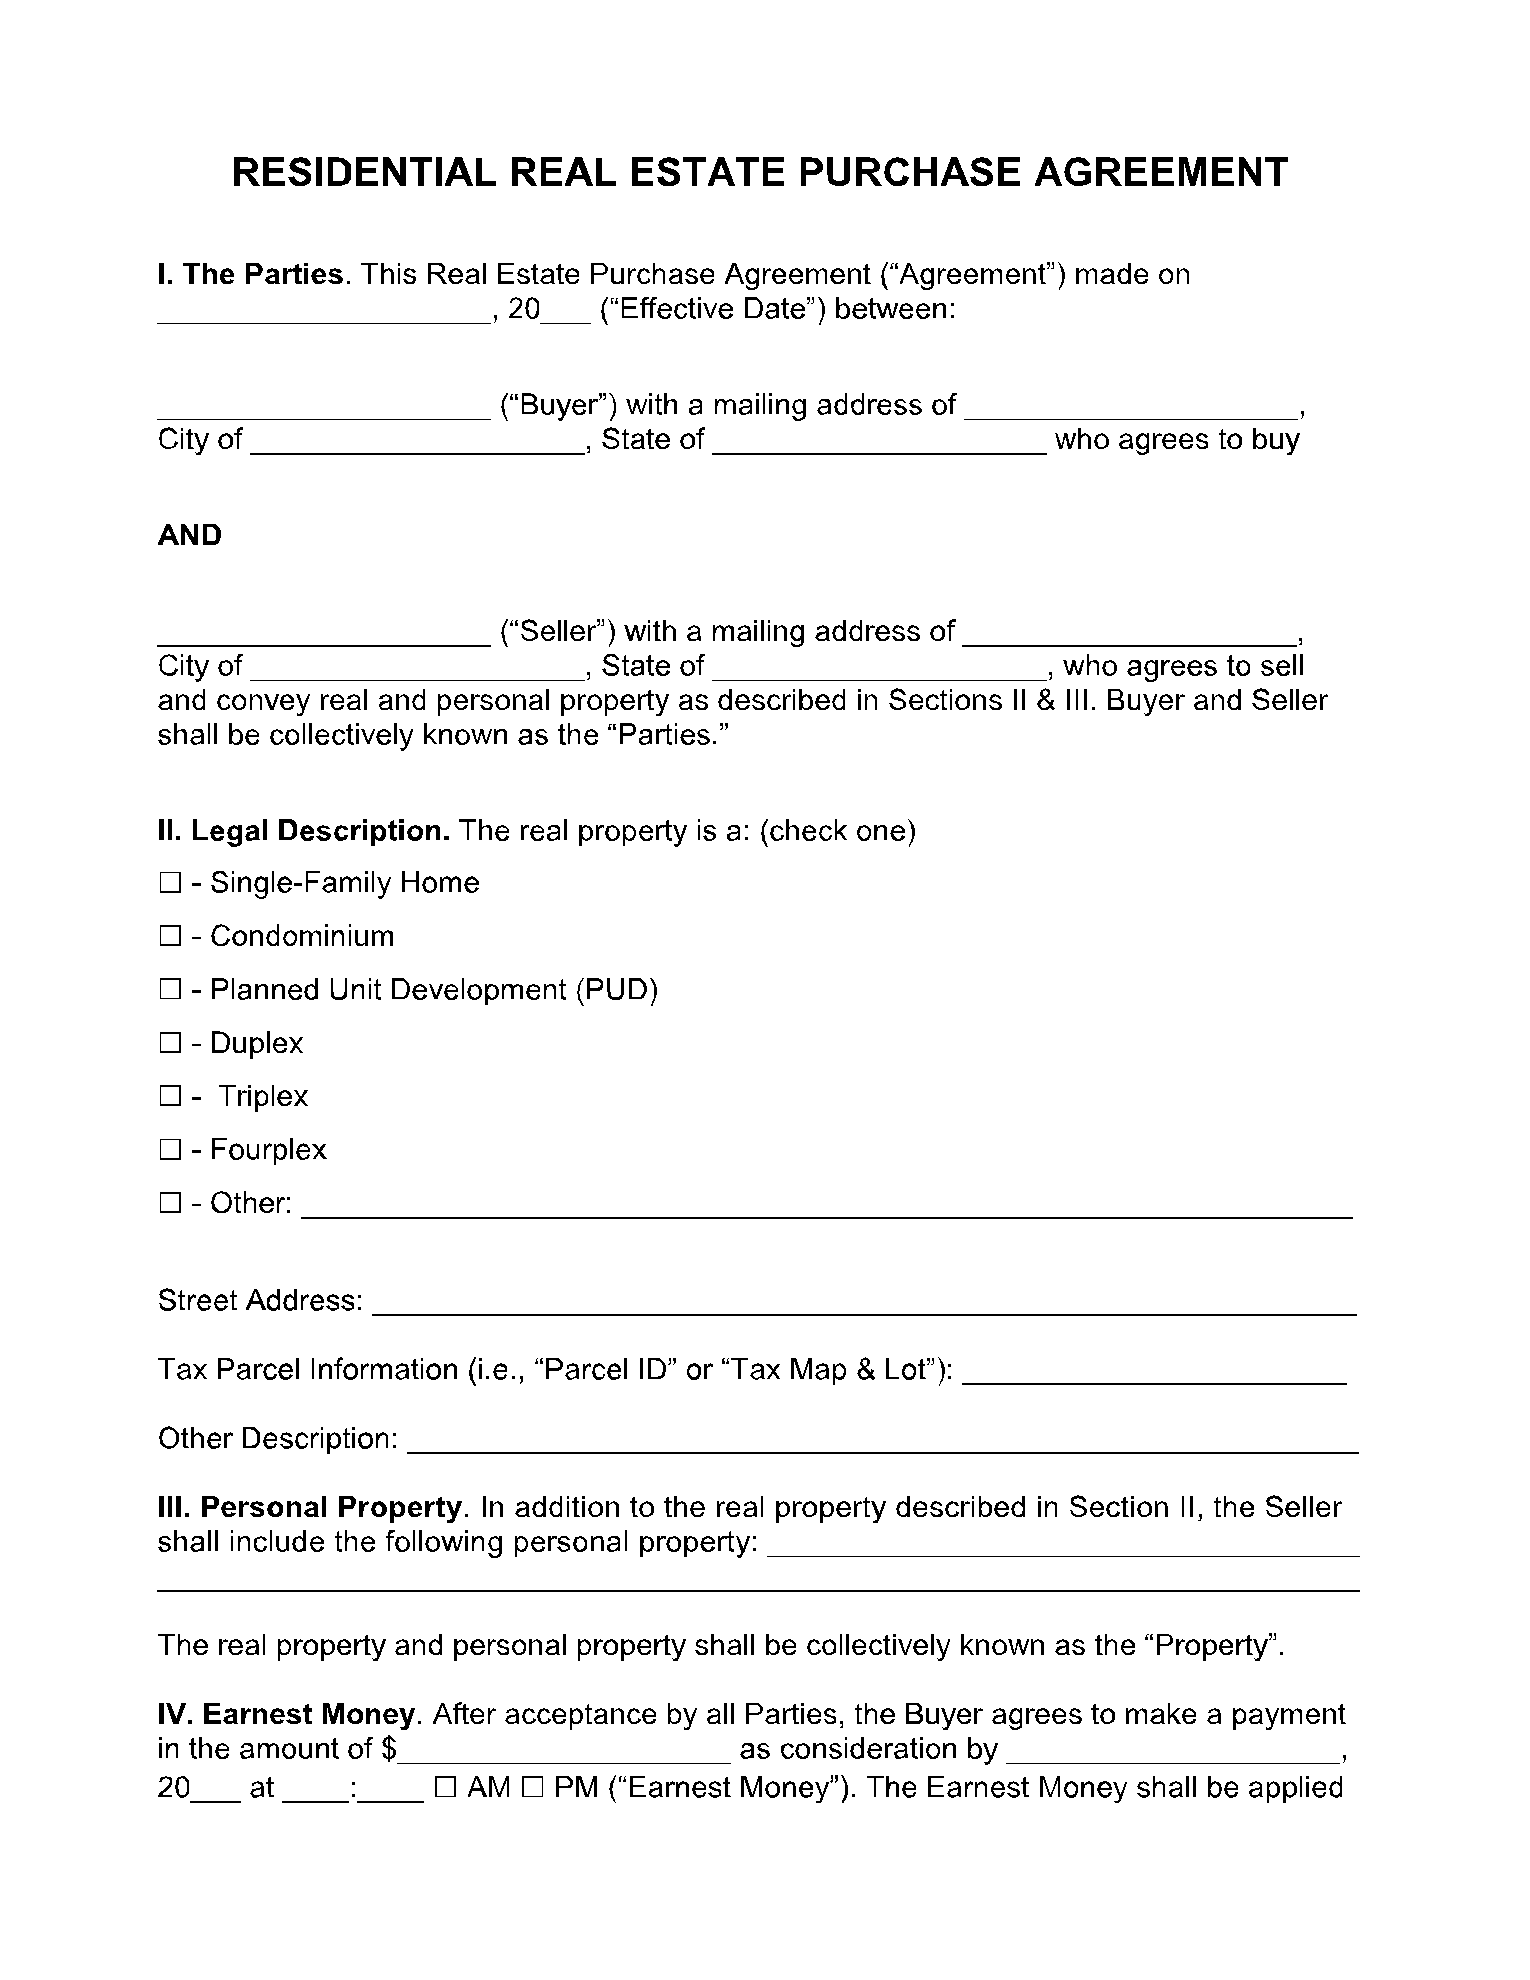 RESIDENTIAL REAL ESTATE PURCHASE AGREEMENT
I. The Parties. This Real Estate Purchase Agreement (“Agreement”) made on
____________________, 20___ (“Effective Date”) between:
____________________ (“Buyer”) with a mailing address of ____________________,
City of ____________________, State of ____________________ who agrees to buy
AND
____________________ (“Seller”) with a mailing address of ____________________,
City of ____________________, State of ____________________, who agrees to sell
and convey real and personal property as described in Sections II & III. Buyer and Seller
shall be collectively known as the “Parties.”
II. Legal Description. The real property is a: (check one)
☐ - Single-Family Home
☐ - Condominium
☐ - Planned Unit Development (PUD)
☐ - Duplex
☐ -  Triplex
☐ - Fourplex
☐ - Other: _______________________________________________________________
Street Address: ___________________________________________________________
Tax Parcel Information (i.e., “Parcel ID” or “Tax Map & Lot”): _______________________
Other Description: _________________________________________________________
III. Personal Property. In addition to the real property described in Section II, the Seller
shall include the following personal property: ___________________________________
________________________________________________________________________
The real property and personal property shall be collectively known as the “Property”.
IV. Earnest Money. After acceptance by all Parties, the Buyer agrees to make a payment
in the amount of $____________________ as consideration by ____________________,
20___ at ____:____ ☐ AM ☐ PM (“Earnest Money”). The Earnest Money shall be applied